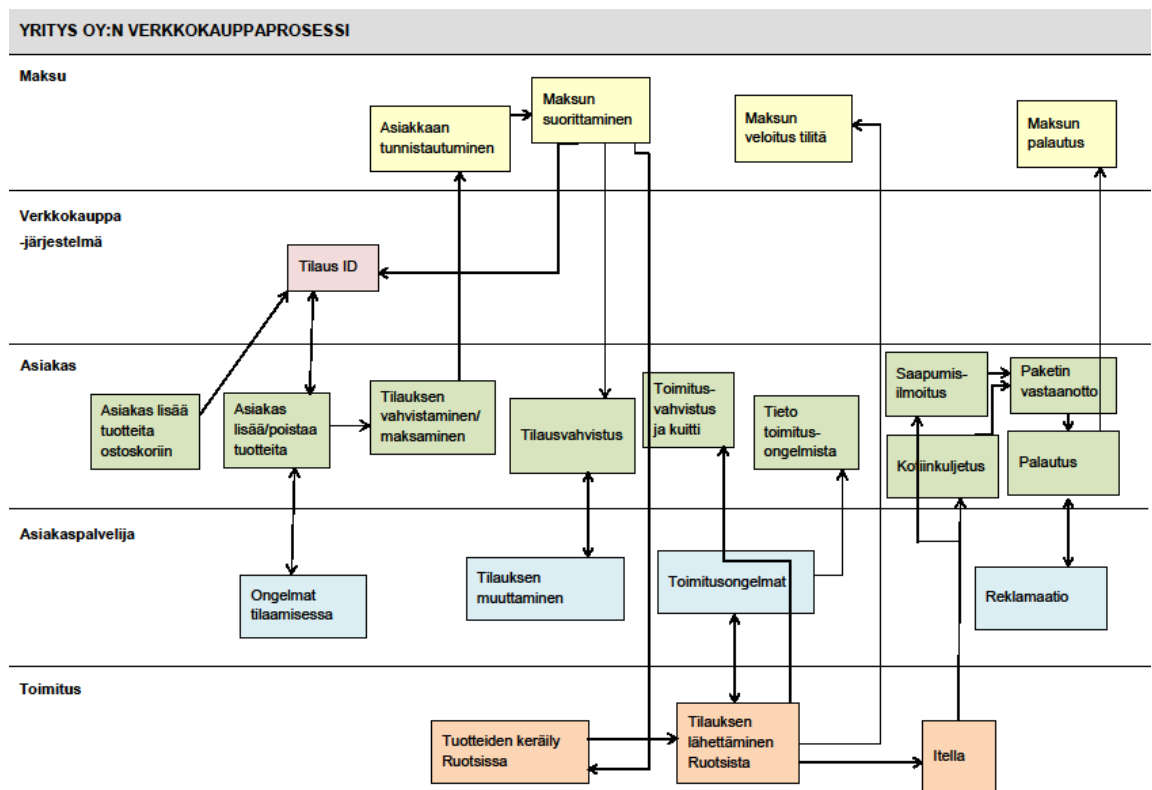 YRITYS OY:N VERKKOKAUPPAPROSESSI
Maksu
Asiakkaan
tunnistautuminen
Maksun
suorittaminen
Maksun
veloitus tilitä
Maksun
palautus
Verkkokauppa
-järjestelmä
Tilaus ID
Asiakas
Asiakas lisää
tuotteita
ostoskoriin
Asiakas
lisää/poistaa
tuotteita
Tilauksen
vahvistaminen/
maksaminen
Tilausvahvistus
Toimitus-
vahvistus
ja kuitti
Tieto
toimitus-
ongelmista
Saapumis-
ilmoitus
Paketin
vastaanotto
Kotiinkuljetus
Palautus
Asiakaspalvelija
Ongelmat
tilaamisessa
Tilauksen
muuttaminen
Toimitusongelmat
Reklamaatio
Toimitus
Tuotteiden keräily
Ruotsissa
Tilauksen
lähettäminen
Ruotsista
Itella